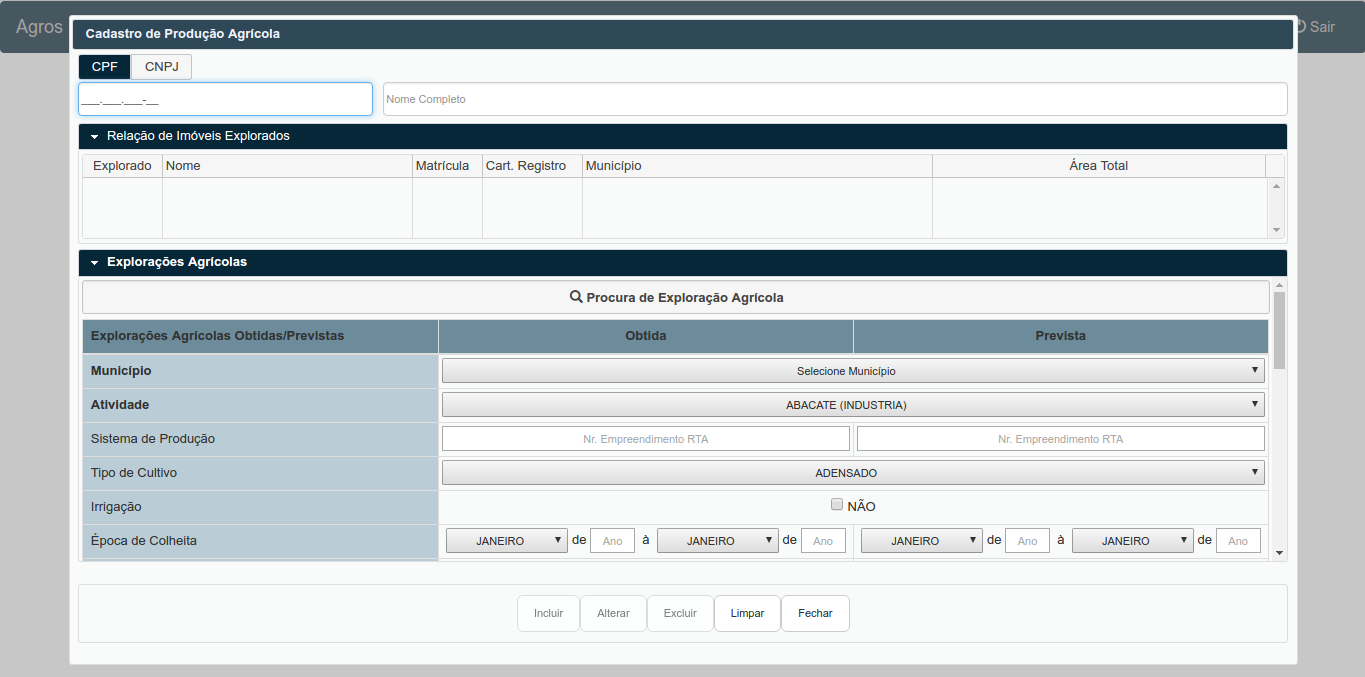 Agros
Sair
Cadastro de Produção Agrícola
CPF CNPJ
___.___.___-__ Nome Completo
Relação de Imóveis Explorados
Explorado Nome Matrícula Cart. Registro Município Área Total
Explorações Agrícolas
Procura de Exploração Agrícola
Explorações Agrícolas Obtidas/Previstas Obtida Prevista
Município Selecione Município
Atividade ABACATE (INDUSTRIA)
Sistema de Produção Nr. Empreendimento RTA Nr. Empreendimento RTA
Tipo de Cultivo ADENSADO
Irrigação NÃO
Época de Colheita JANEIRO de Ano à JANEIRO de Ano JANEIRO de Ano à JANEIRO de Ano
Incluir Alterar Excluir Limpar Fechar